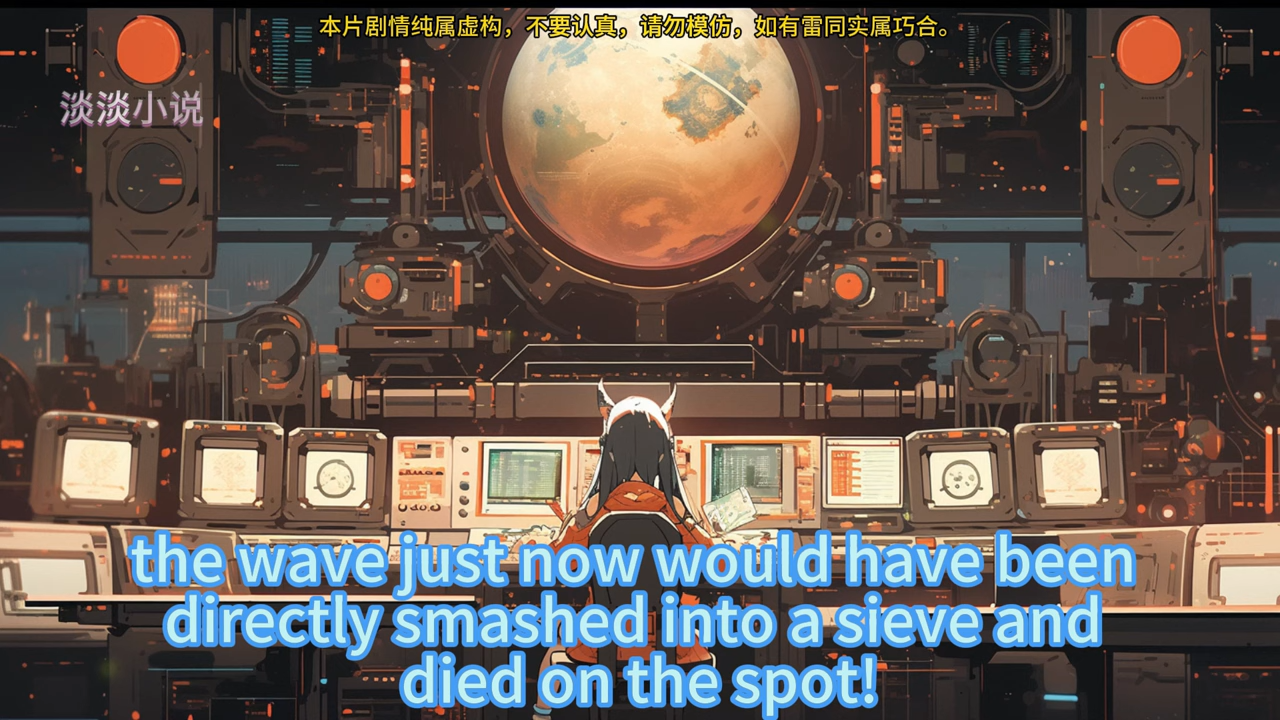 本片剧情纯属虚构，不要认真，请勿模仿，如有雷同实属巧合。
淡淡小说
the wave just now would have been
directly smashed into a sieve and
died on the spot!